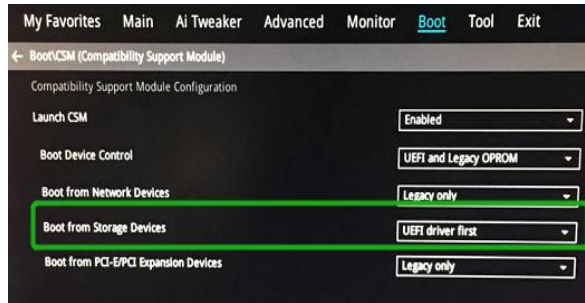 My Favorites Main Ai Tweaker Advanced Monitor Boot Tool Exit
← Boot\CSM (Compatibility Support Module)
Compatibility Support Module Configuration
Launch CSM Enabled
Boot Device Control UEFI and Legacy OPROM
Boot from Network Devices Legacy only
Boot from Storage Devices UEFI driver first
Boot from PCI-E/PCI Expansion Devices Legacy only